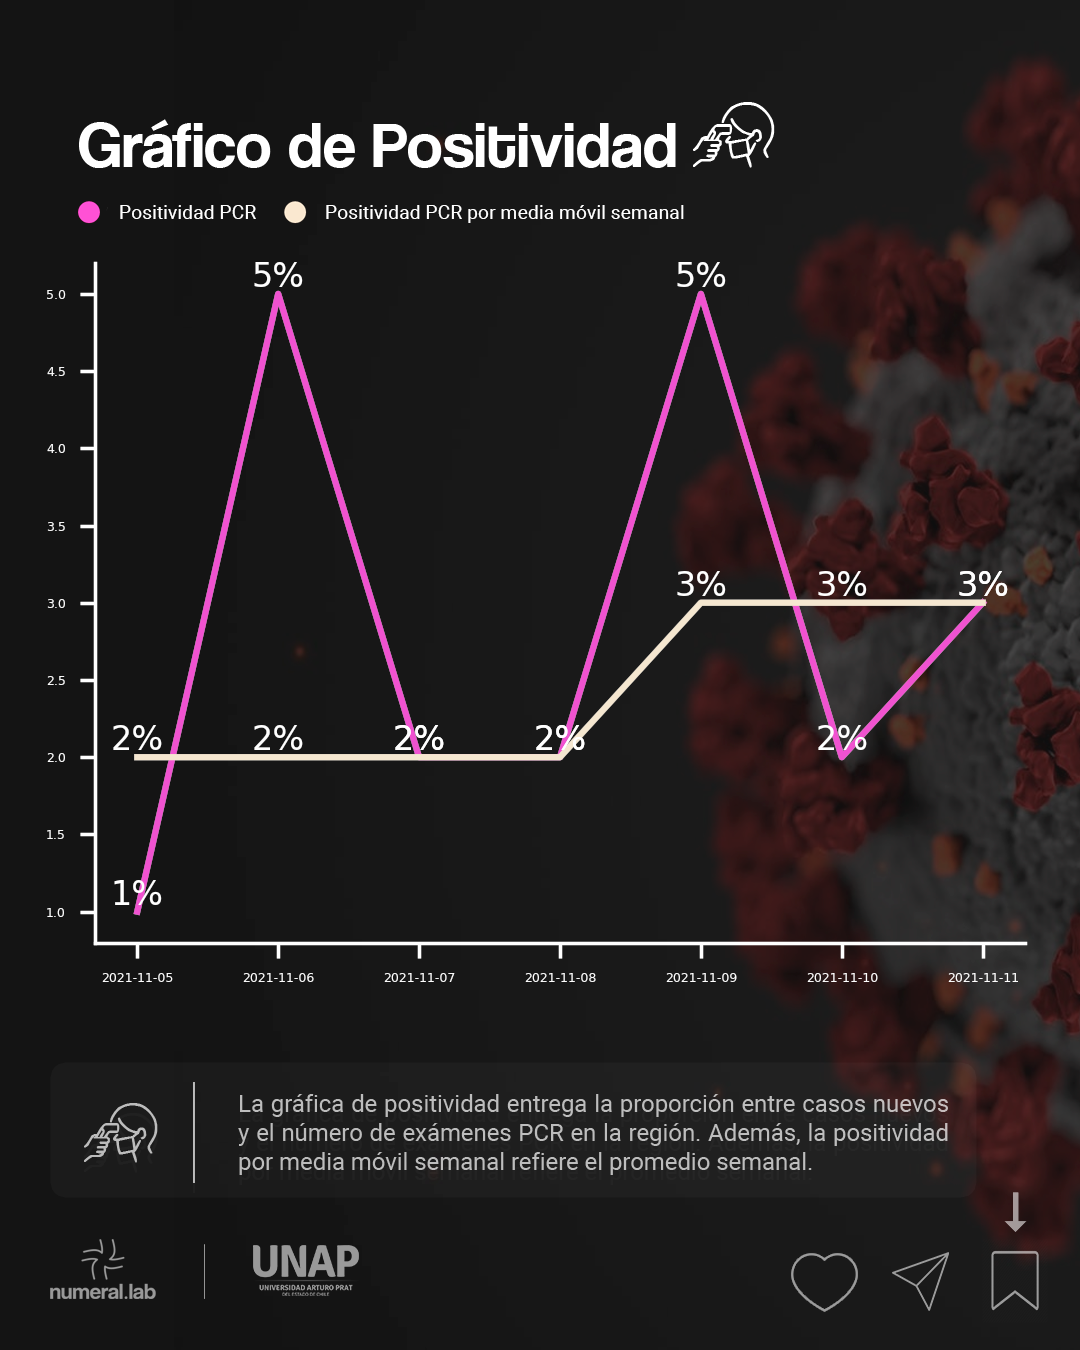 Gráfico de Positividad
Positividad PCR
Positividad PCR por media móvil semanal
5.0
4.5
4.0
3.5
3.0
2.5
2.0
1.5
1.0
5%
5%
3%
3%
3%
2%
2%
2%
2%
2%
1%
2021-11-05
2021-11-06
2021-11-07
2021-11-08
2021-11-09
2021-11-10
2021-11-11
La gráfica de positividad entrega la proporción entre casos nuevos
y el número de exámenes PCR en la región. Además, la positividad
por media móvil semanal refiere el promedio semanal.
numeral.lab
UNAP
UNIVERSIDAD ARTURO PRAT
DEL ESTADO DE CHILE